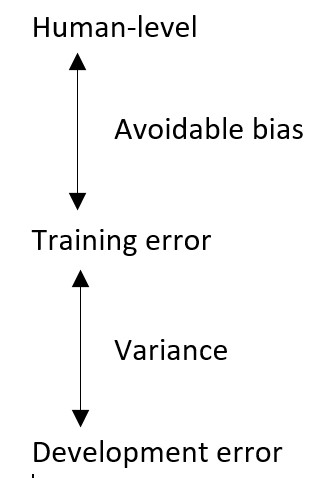 Human-level
Avoidable bias
Training error
Variance
Development error